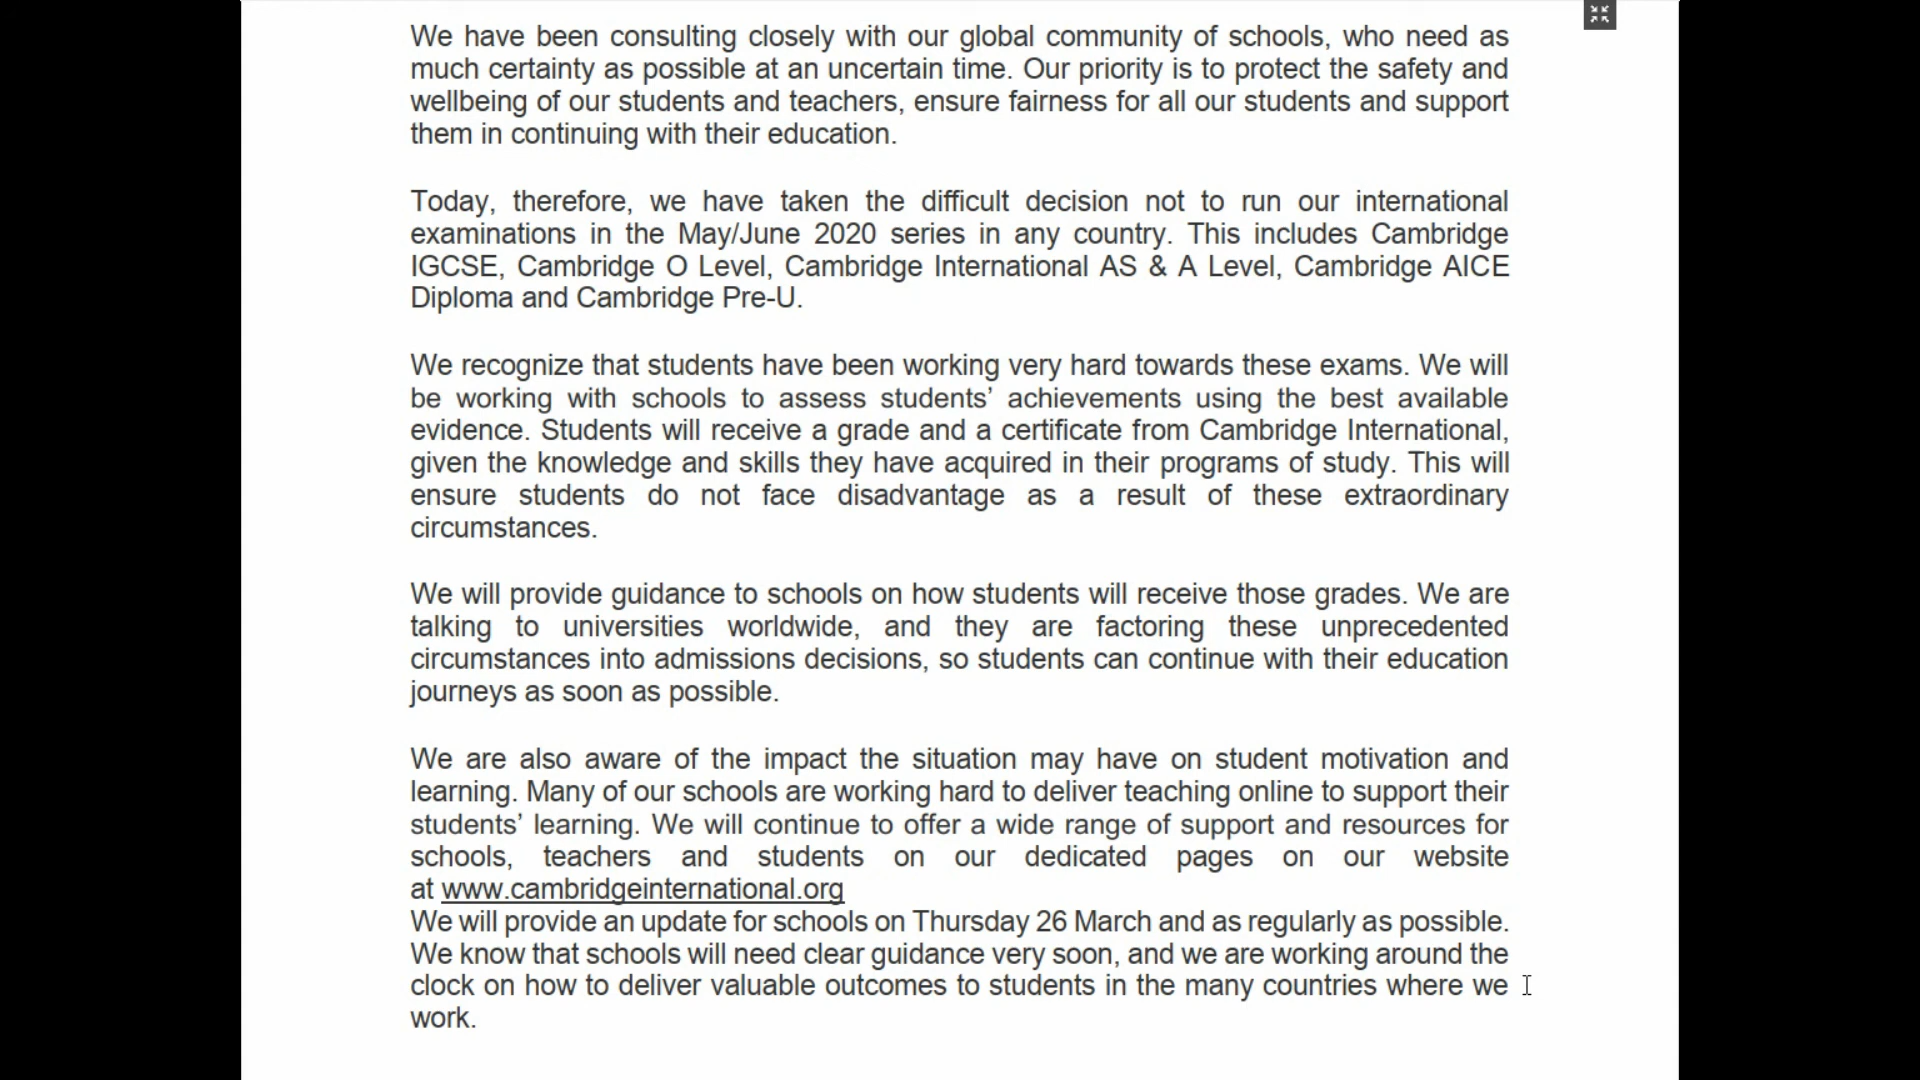 We have been consulting closely with our global community of schools, who need as
much certainty as possible at an uncertain time. Our priority is to protect the safety and
wellbeing of our students and teachers, ensure fairness for all our students and support
them in continuing with their education.
Today, therefore, we have taken the difficult decision not to run our international
examinations in the May/June 2020 series in any country. This includes Cambridge
IGCSE, Cambridge O Level, Cambridge International AS & A Level, Cambridge AICE
Diploma and Cambridge Pre-U.
We recognize that students have been working very hard towards these exams. We will
be working with schools to assess students’ achievements using the best available
evidence. Students will receive a grade and a certificate from Cambridge International,
given the knowledge and skills they have acquired in their programs of study. This will
ensure students do not face disadvantage as a result of these extraordinary
circumstances.
We will provide guidance to schools on how students will receive those grades. We are
talking to universities worldwide, and they are factoring these unprecedented
circumstances into admissions decisions, so students can continue with their education
journeys as soon as possible.
We are also aware of the impact the situation may have on student motivation and
learning. Many of our schools are working hard to deliver teaching online to support their
students’ learning. We will continue to offer a wide range of support and resources for
schools, teachers and students on our dedicated pages on our website
at www.cambridgeinternational.org
We will provide an update for schools on Thursday 26 March and as regularly as possible.
We know that schools will need clear guidance very soon, and we are working around the
clock on how to deliver valuable outcomes to students in the many countries where we
work.